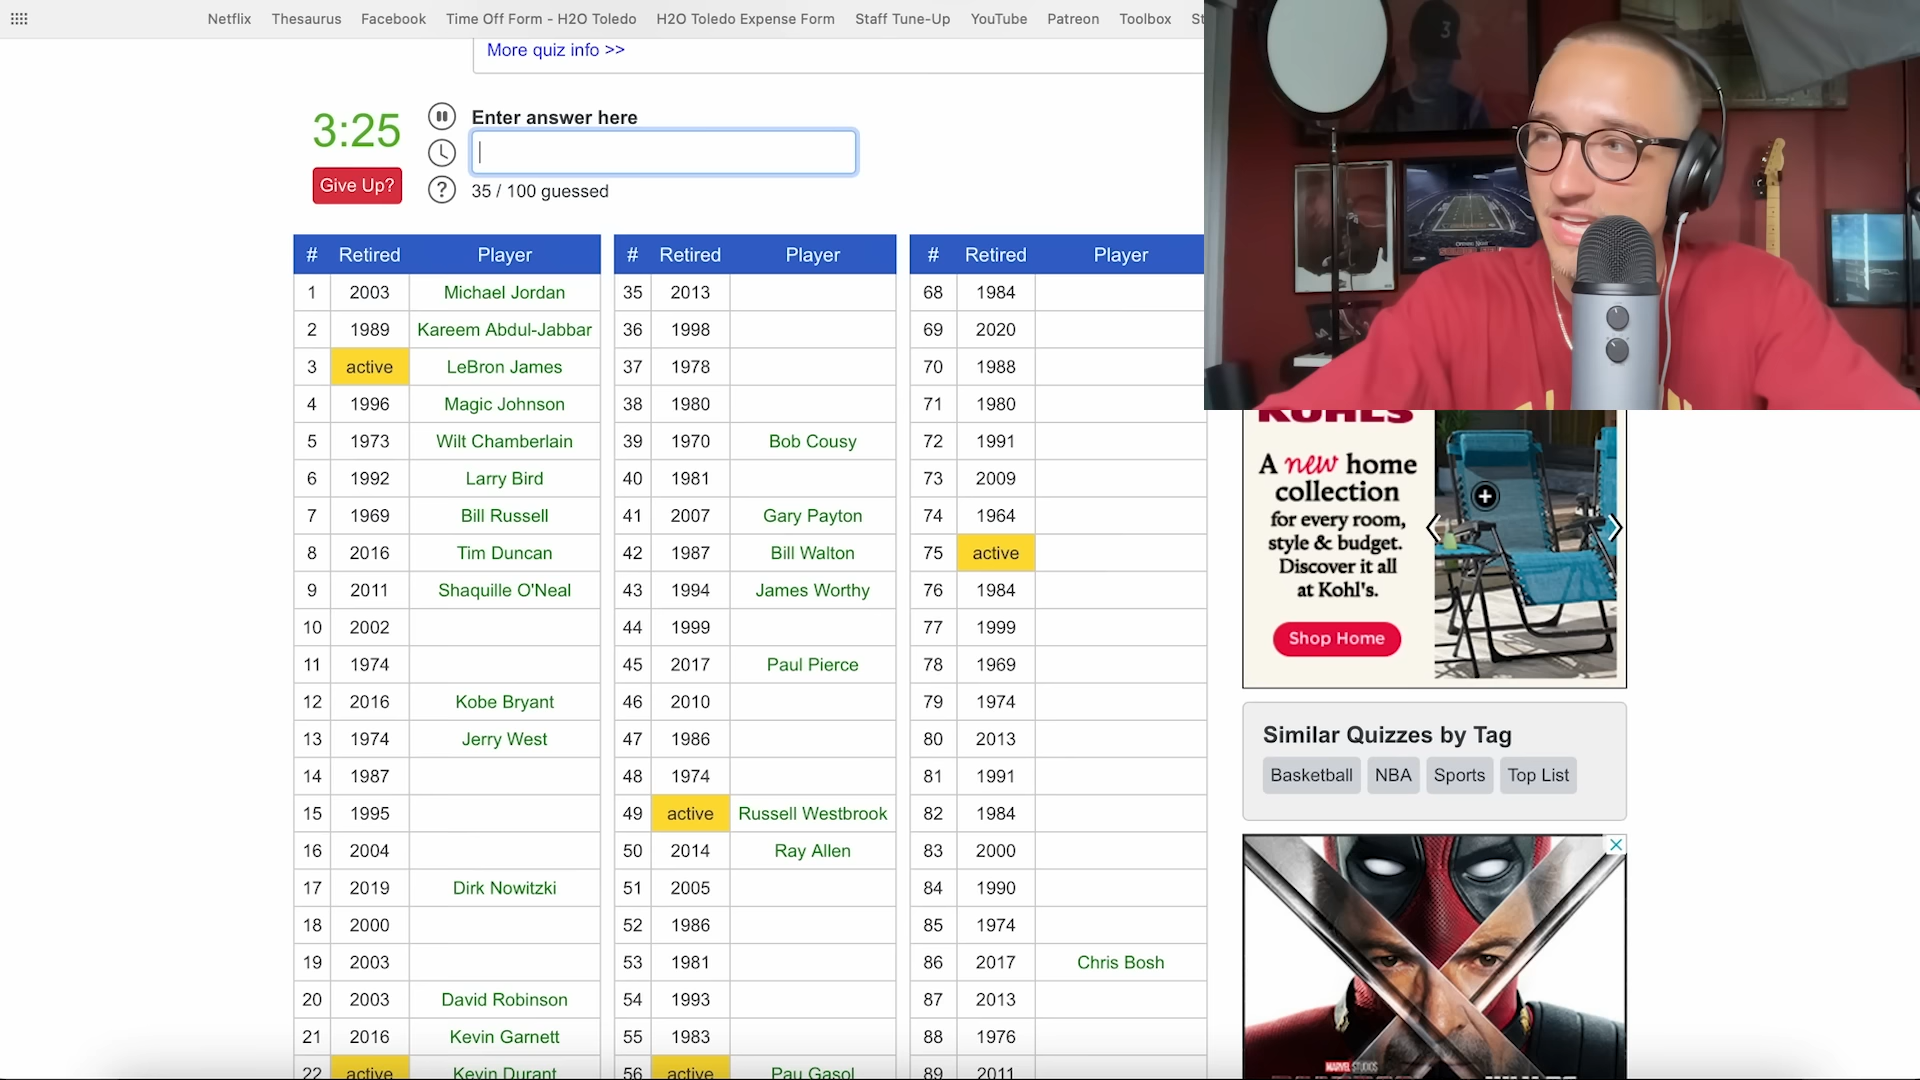 Netflix Thesaurus Facebook Time Off Form - H2O Toledo H2O Toledo Expense Form Staff Tune-Up YouTube Patreon Toolbox St
More quiz info >>
3:25
Give Up?
Enter answer here
35 / 100 guessed
# Retired Player # Retired Player # Retired Player
1 2003 Michael Jordan 35 2013 68 1984
2 1989 Kareem Abdul-Jabbar 36 1998 69 2020
3 active LeBron James 37 1978 70 1988
4 1996 Magic Johnson 38 1980 71 1980
5 1973 Wilt Chamberlain 39 1970 Bob Cousy 72 1991
6 1992 Larry Bird 40 1981 73 2009
7 1969 Bill Russell 41 2007 Gary Payton 74 1964
8 2016 Tim Duncan 42 1987 Bill Walton 75 active
9 2011 Shaquille O'Neal 43 1994 James Worthy 76 1984
10 2002 44 1999 77 1999
11 1974 45 2017 Paul Pierce 78 1969
12 2016 Kobe Bryant 46 2010 79 1974
13 1974 Jerry West 47 1986 80 2013
14 1987 48 1974 81 1991
15 1995 49 active Russell Westbrook 82 1984
16 2004 50 2014 Ray Allen 83 2000
17 2019 Dirk Nowitzki 51 2005 84 1990
18 2000 52 1986 85 1974
19 2003 53 1981 86 2017 Chris Bosh
20 2003 David Robinson 54 1993 87 2013
21 2016 Kevin Garnett 55 1983 88 1976
22 active Kevin Durant 56 active Pau Gasol 89 2011
3
KOHL'S
A new home
collection
for every room,
style & budget.
Discover it all
at Kohl's.
Shop Home
Similar Quizzes by Tag
Basketball NBA Sports Top List
MARVEL STUDIOS